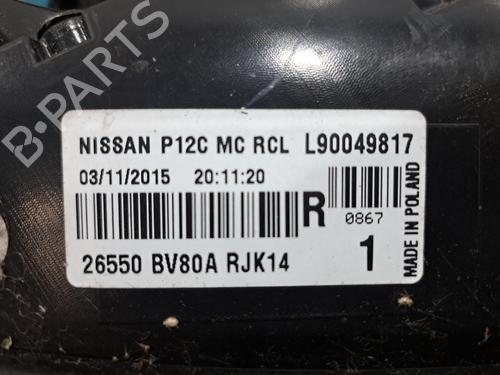 B-PARTS
NISSAN P12C MC RCL L90049817
03/11/2015 20:11:20
R
0867
26550 BV80A RJK14
1
MADE IN POLAND